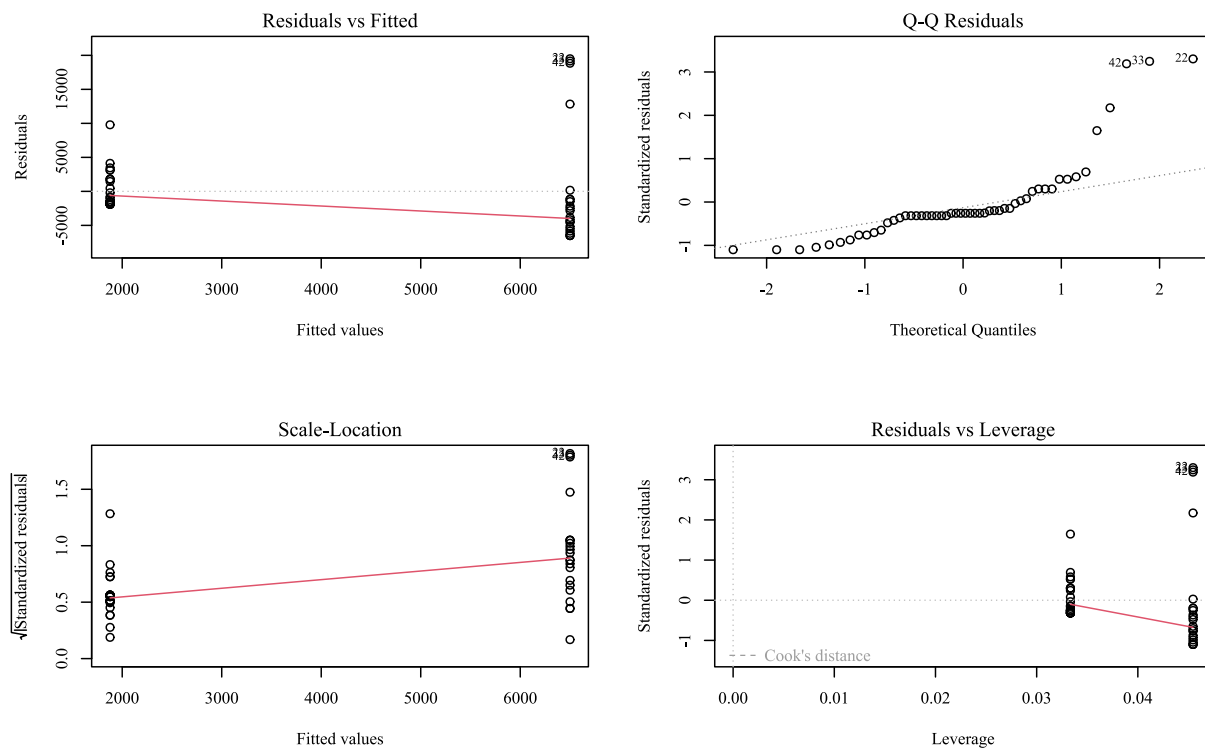 Residuals vs Fitted
Residuals
-5000 5000 15000
42
2000 3000 4000 5000 6000
Fitted values
Q-Q Residuals
Standardized residuals
-1 0 1 2 3
42 33 22
-2 -1 0 1 2
Theoretical Quantiles
Scale-Location
√|Standardized residuals|
0.0 0.5 1.0 1.5
42
2000 3000 4000 5000 6000
Fitted values
Residuals vs Leverage
Standardized residuals
-1 0 1 2 3
42
Cook's distance
0.00 0.01 0.02 0.03 0.04
Leverage